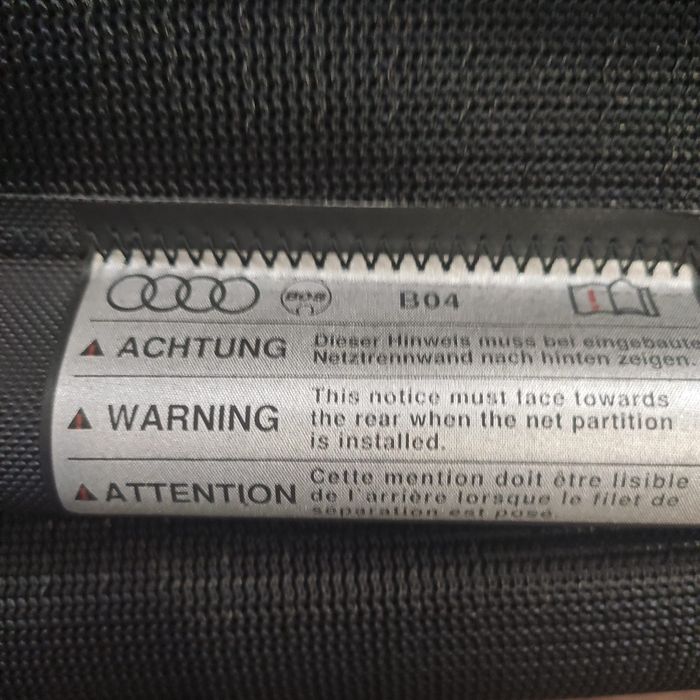 BOS B04
ACHTUNG Dieser Hinweis muss bei eingebaute
Netztrennwand nach hinten zeigen.
WARNING This notice must face towards
the rear when the net partition
is installed.
ATTENTION Cette mention doit être lisible
de l'arrière lorsque le filet de
séparation est posé.